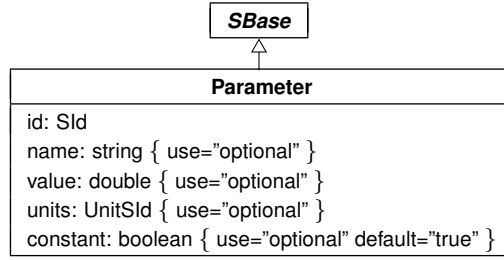 SBase
Parameter
id: SId
name: string { use=”optional” }
value: double { use=”optional” }
units: UnitSId { use=”optional” }
constant: boolean { use=”optional” default=”true” }